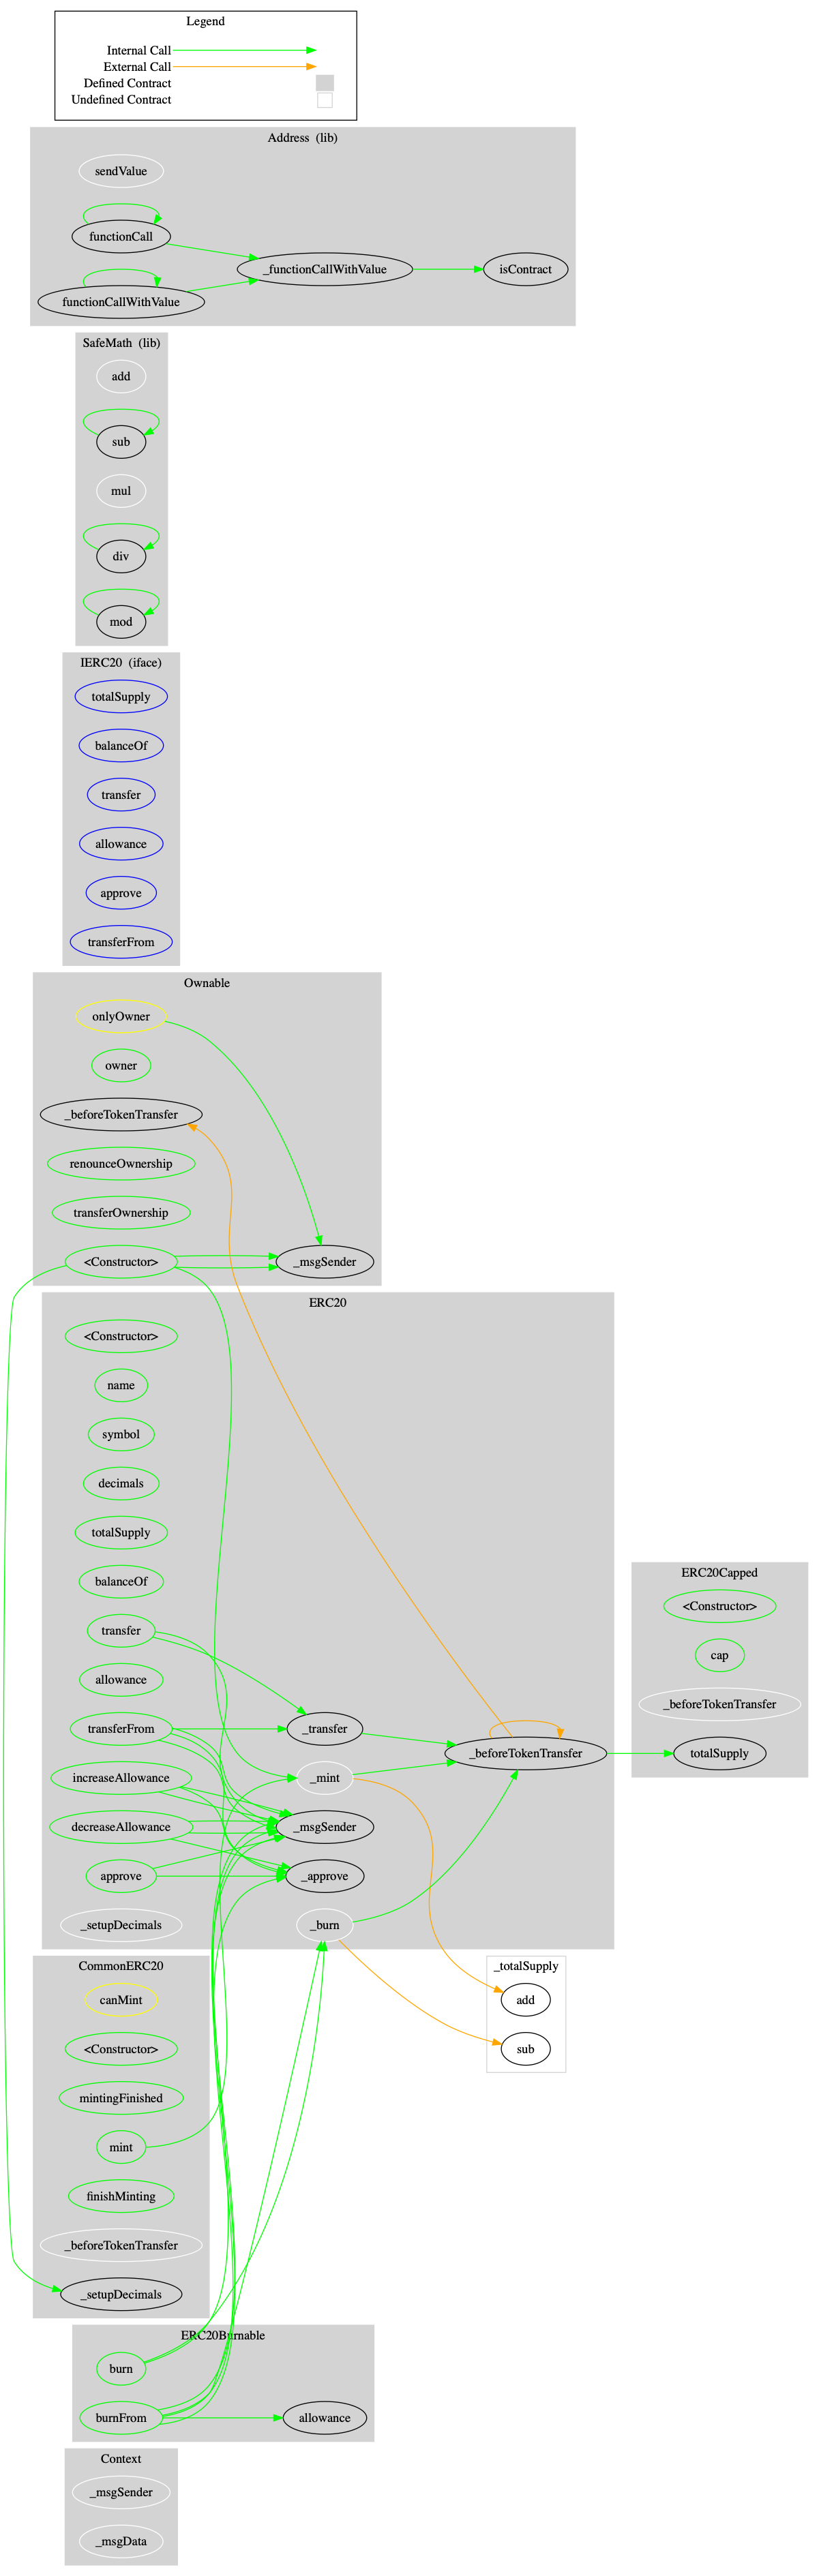 Legend
Internal Call
External Call
Defined Contract
Undefined Contract
Address (lib)
sendValue
functionCall
_functionCallWithValue
isContract
functionCallWithValue
SafeMath (lib)
add
sub
mul
div
mod
IERC20 (iface)
totalSupply
balanceOf
transfer
allowance
approve
transferFrom
Ownable
onlyOwner
owner
_beforeTokenTransfer
renounceOwnership
transferOwnership
<Constructor>
_msgSender
ERC20
<Constructor>
name
symbol
decimals
totalSupply
balanceOf
transfer
allowance
transferFrom
increaseAllowance
decreaseAllowance
approve
_setupDecimals
_transfer
_mint
_msgSender
_approve
_burn
_beforeTokenTransfer
ERC20Capped
<Constructor>
cap
_beforeTokenTransfer
totalSupply
_totalSupply
add
sub
CommonERC20
canMint
<Constructor>
mintingFinished
mint
finishMinting
_beforeTokenTransfer
_setupDecimals
ERC20Burnable
burn
burnFrom
allowance
Context
_msgSender
_msgData